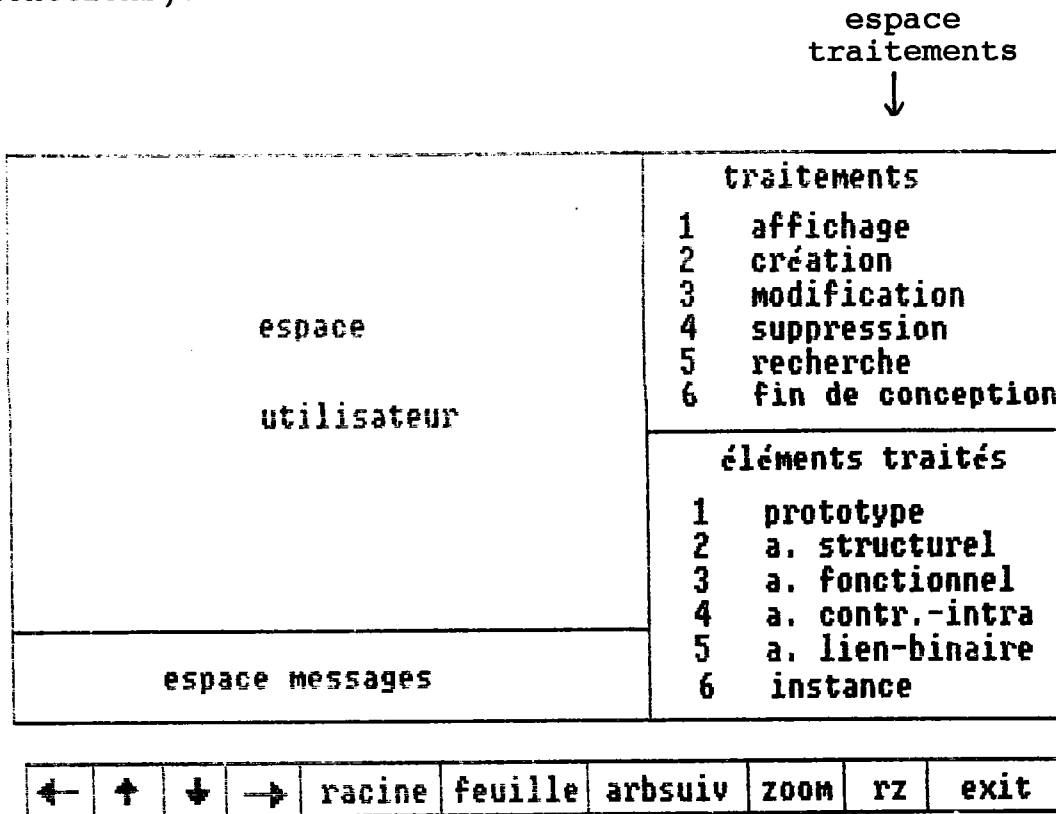 espace
traitements
↓
traitements
1 affichage
2 création
3 modification
4 suppression
5 recherche
6 fin de conception
espace
utilisateur
éléments traités
1 prototype
2 a. structurel
3 a. fonctionnel
4 a. contr.-intra
5 a. lien-binaire
6 instance
espace messages
← ↑ ↓ → racine feuille arbsuiv zoom rz exit